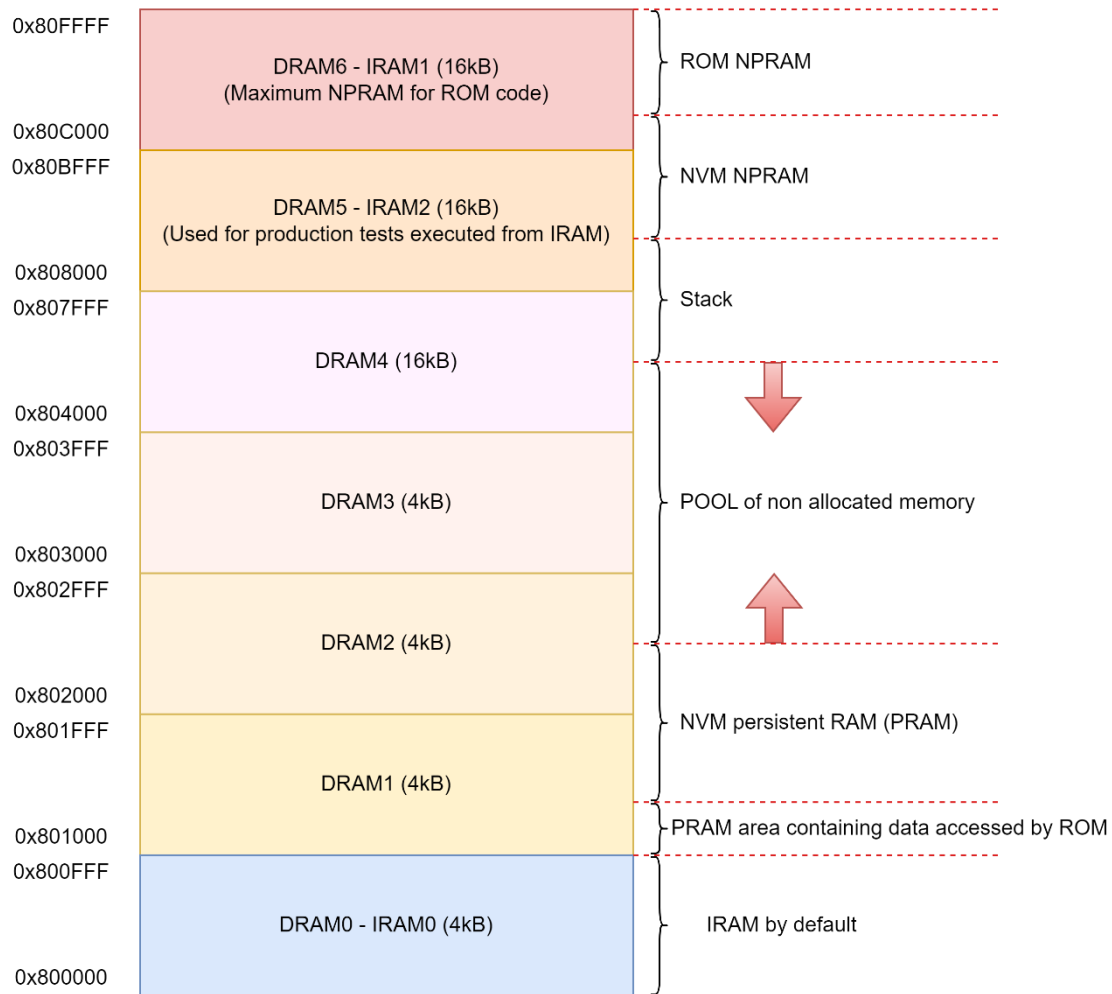 0x80FFFF
DRAM6 - IRAM1 (16kB)
(Maximum NPRAM for ROM code)
ROM NPRAM
0x80C000
0x80BFFF
NVM NPRAM
DRAM5 - IRAM2 (16kB)
(Used for production tests executed from IRAM)
0x808000
0x807FFF
Stack
DRAM4 (16kB)
0x804000
0x803FFF
DRAM3 (4kB)
POOL of non allocated memory
0x803000
0x802FFF
DRAM2 (4kB)
0x802000
0x801FFF
NVM persistent RAM (PRAM)
DRAM1 (4kB)
0x801000
PRAM area containing data accessed by ROM
0x800FFF
DRAM0 - IRAM0 (4kB)
IRAM by default
0x800000